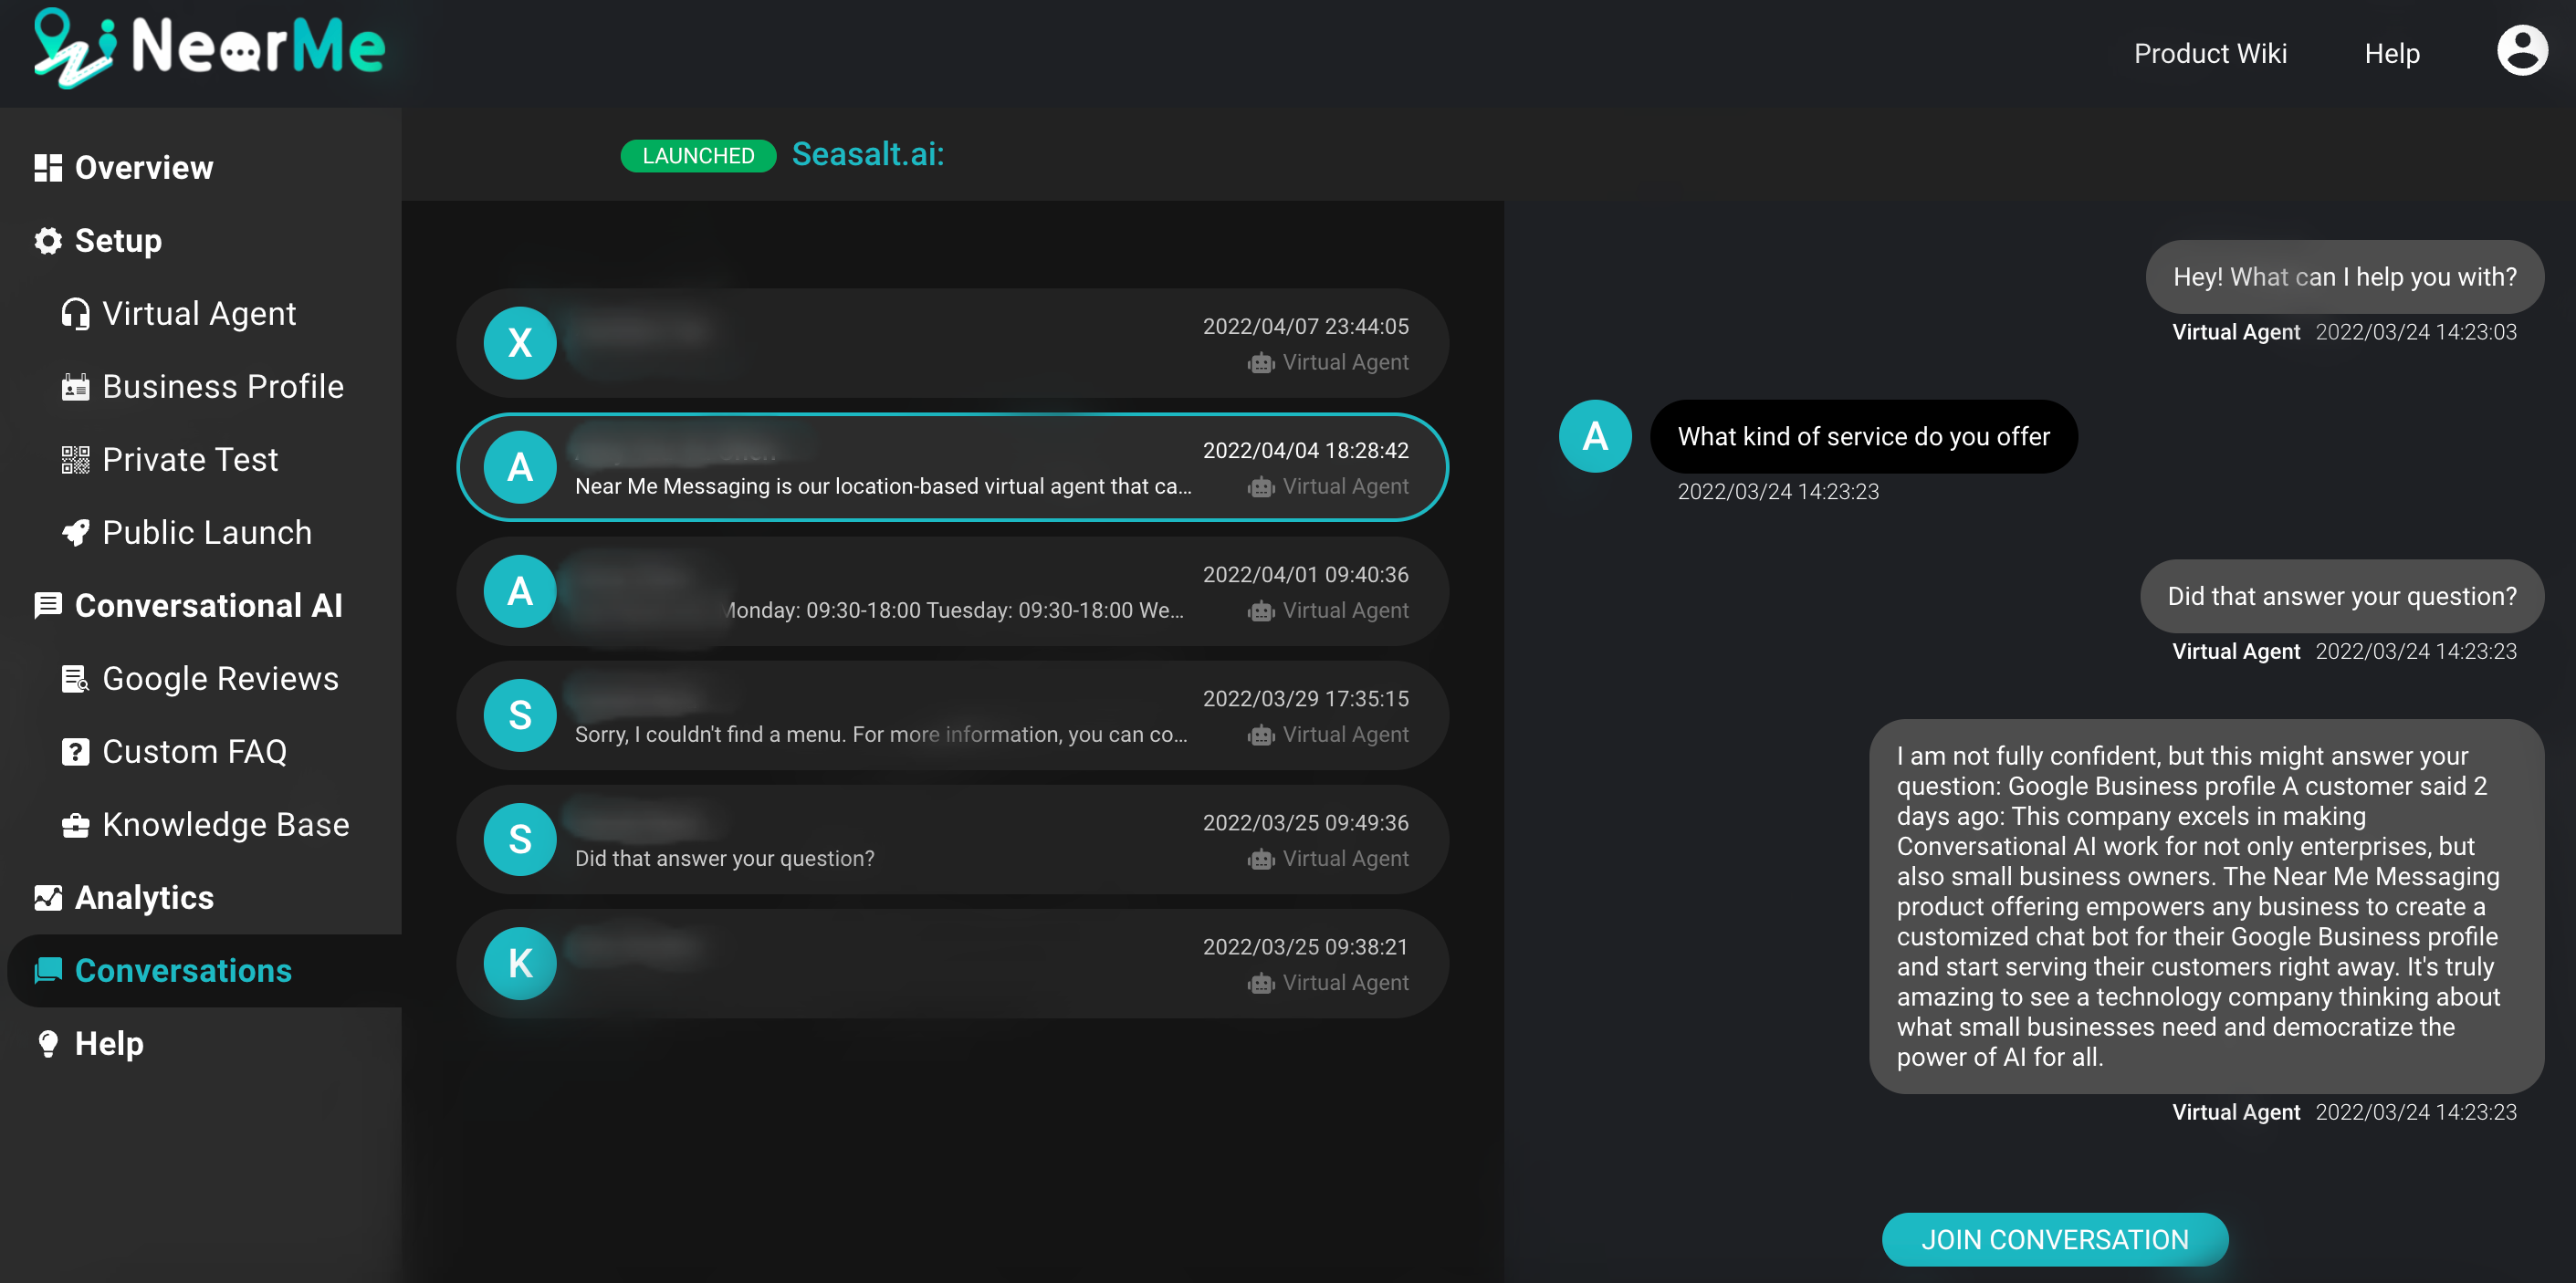 NearMe
Product Wiki
Help
Overview
Setup
Virtual Agent
Business Profile
Private Test
Public Launch
Conversational AI
Google Reviews
Custom FAQ
Knowledge Base
Analytics
Conversations
Help
LAUNCHED Seasalt.ai:
X
2022/04/07 23:44:05
Virtual Agent
A
2022/04/04 18:28:42
Near Me Messaging is our location-based virtual agent that ca...
Virtual Agent
A
2022/04/01 09:40:36
Monday: 09:30-18:00 Tuesday: 09:30-18:00 We...
Virtual Agent
S
2022/03/29 17:35:15
Sorry, I couldn't find a menu. For more information, you can co...
Virtual Agent
S
2022/03/25 09:49:36
Did that answer your question?
Virtual Agent
K
2022/03/25 09:38:21
Virtual Agent
Hey! What can I help you with?
Virtual Agent 2022/03/24 14:23:03
A
What kind of service do you offer
2022/03/24 14:23:23
Did that answer your question?
Virtual Agent 2022/03/24 14:23:23
I am not fully confident, but this might answer your
question: Google Business profile A customer said 2
days ago: This company excels in making
Conversational AI work for not only enterprises, but
also small business owners. The Near Me Messaging
product offering empowers any business to create a
customized chat bot for their Google Business profile
and start serving their customers right away. It's truly
amazing to see a technology company thinking about
what small businesses need and democratize the
power of AI for all.
Virtual Agent 2022/03/24 14:23:23
JOIN CONVERSATION